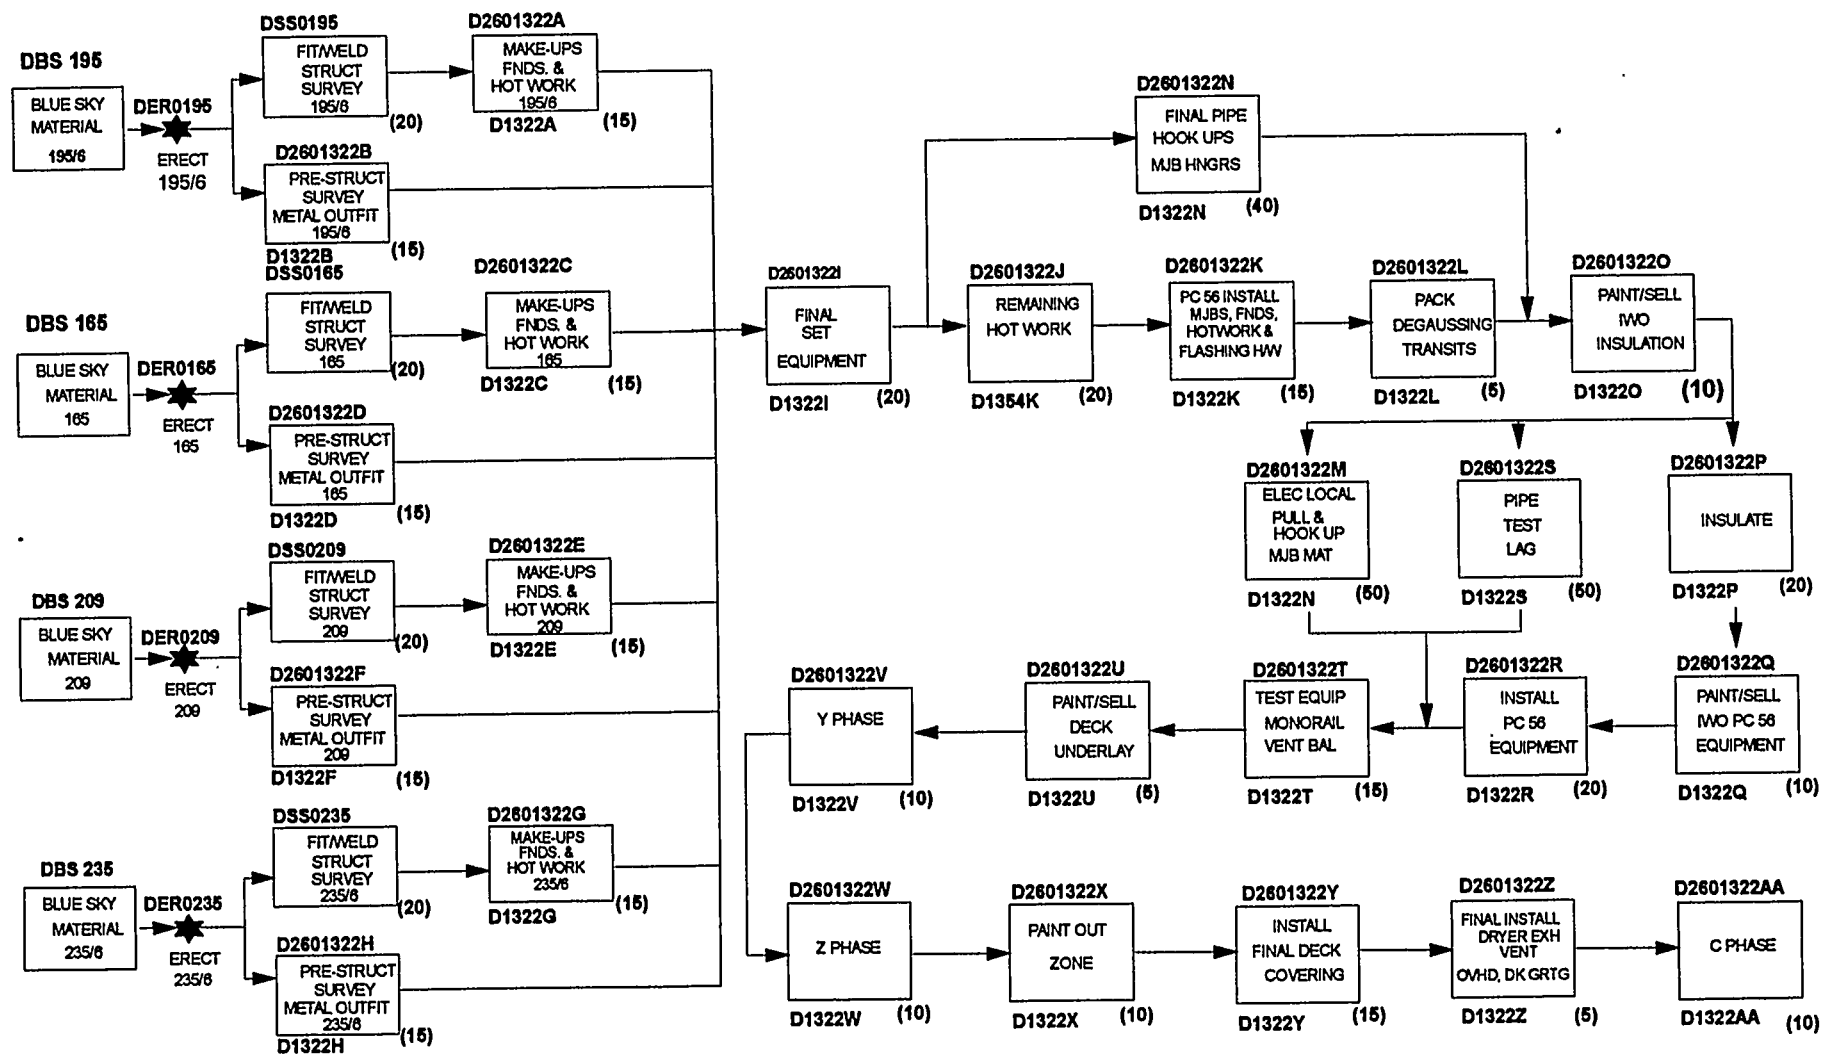 DBS 195
BLUE SKY
MATERIAL
195/6
DER0195
ERECT
195/6
DSS0195
FIT/WELD
STRUCT
SURVEY
195/6
(20)
D2601322A
MAKE-UPS
FNDS. &
HOT WORK
195/6
D1322A
(15)
D2601322B
PRE-STRUCT
SURVEY
METAL OUTFIT
195/6
D1322B
(15)
DBS 165
BLUE SKY
MATERIAL
165
DER0165
ERECT
165
DSS0165
FIT/WELD
STRUCT
SURVEY
165
(20)
D2601322C
MAKE-UPS
FNDS. &
HOT WORK
165
D1322C
(15)
D2601322D
PRE-STRUCT
SURVEY
METAL OUTFIT
165
D1322D
(15)
DBS 209
BLUE SKY
MATERIAL
209
DER0209
ERECT
209
DSS0209
FIT/WELD
STRUCT
SURVEY
209
(20)
D2601322E
MAKE-UPS
FNDS. &
HOT WORK
209
D1322E
(15)
D2601322F
PRE-STRUCT
SURVEY
METAL OUTFIT
209
D1322F
(15)
DBS 235
BLUE SKY
MATERIAL
235/6
DER0235
ERECT
235/6
DSS0235
FIT/WELD
STRUCT
SURVEY
235/6
(20)
D2601322G
MAKE-UPS
FNDS. &
HOT WORK
235/6
D1322G
(15)
D2601322H
PRE-STRUCT
SURVEY
METAL OUTFIT
235/6
D1322H
(15)
D2601322I
FINAL
SET
EQUIPMENT
D1322I
(20)
D2601322N
FINAL PIPE
HOOK UPS
MJB HNGRS
D1322N
(40)
D2601322J
REMAINING
HOT WORK
D1354K
(20)
D2601322K
PC 56 INSTALL
MJBS, FNDS,
HOTWORK &
FLASHING H/W
D1322K
(15)
D2601322L
PACK
DEGAUSSING
TRANSITS
D1322L
(5)
D2601322O
PAINT/SELL
IWO
INSULATION
D1322O
(10)
D2601322M
ELEC LOCAL
PULL &
HOOK UP
MJB MAT
D1322N
(50)
D2601322S
PIPE
TEST
LAG
D1322S
(50)
D2601322P
INSULATE
D1322P
(20)
D2601322V
Y PHASE
D1322V
(10)
D2601322U
PAINT/SELL
DECK
UNDERLAY
D1322U
(5)
D2601322T
TEST EQUIP
MONORAIL
VENT BAL
D1322T
(15)
D2601322R
INSTALL
PC 56
EQUIPMENT
D1322R
(20)
D2601322Q
PAINT/SELL
IWO PC 56
EQUIPMENT
D1322Q
(10)
D2601322W
Z PHASE
D1322W
(10)
D2601322X
PAINT OUT
ZONE
D1322X
(10)
D2601322Y
INSTALL
FINAL DECK
COVERING
D1322Y
(15)
D2601322Z
FINAL INSTALL
DRYER EXH
VENT
OVHD, DK GRTG
D1322Z
(5)
D2601322AA
C PHASE
D1322AA
(10)